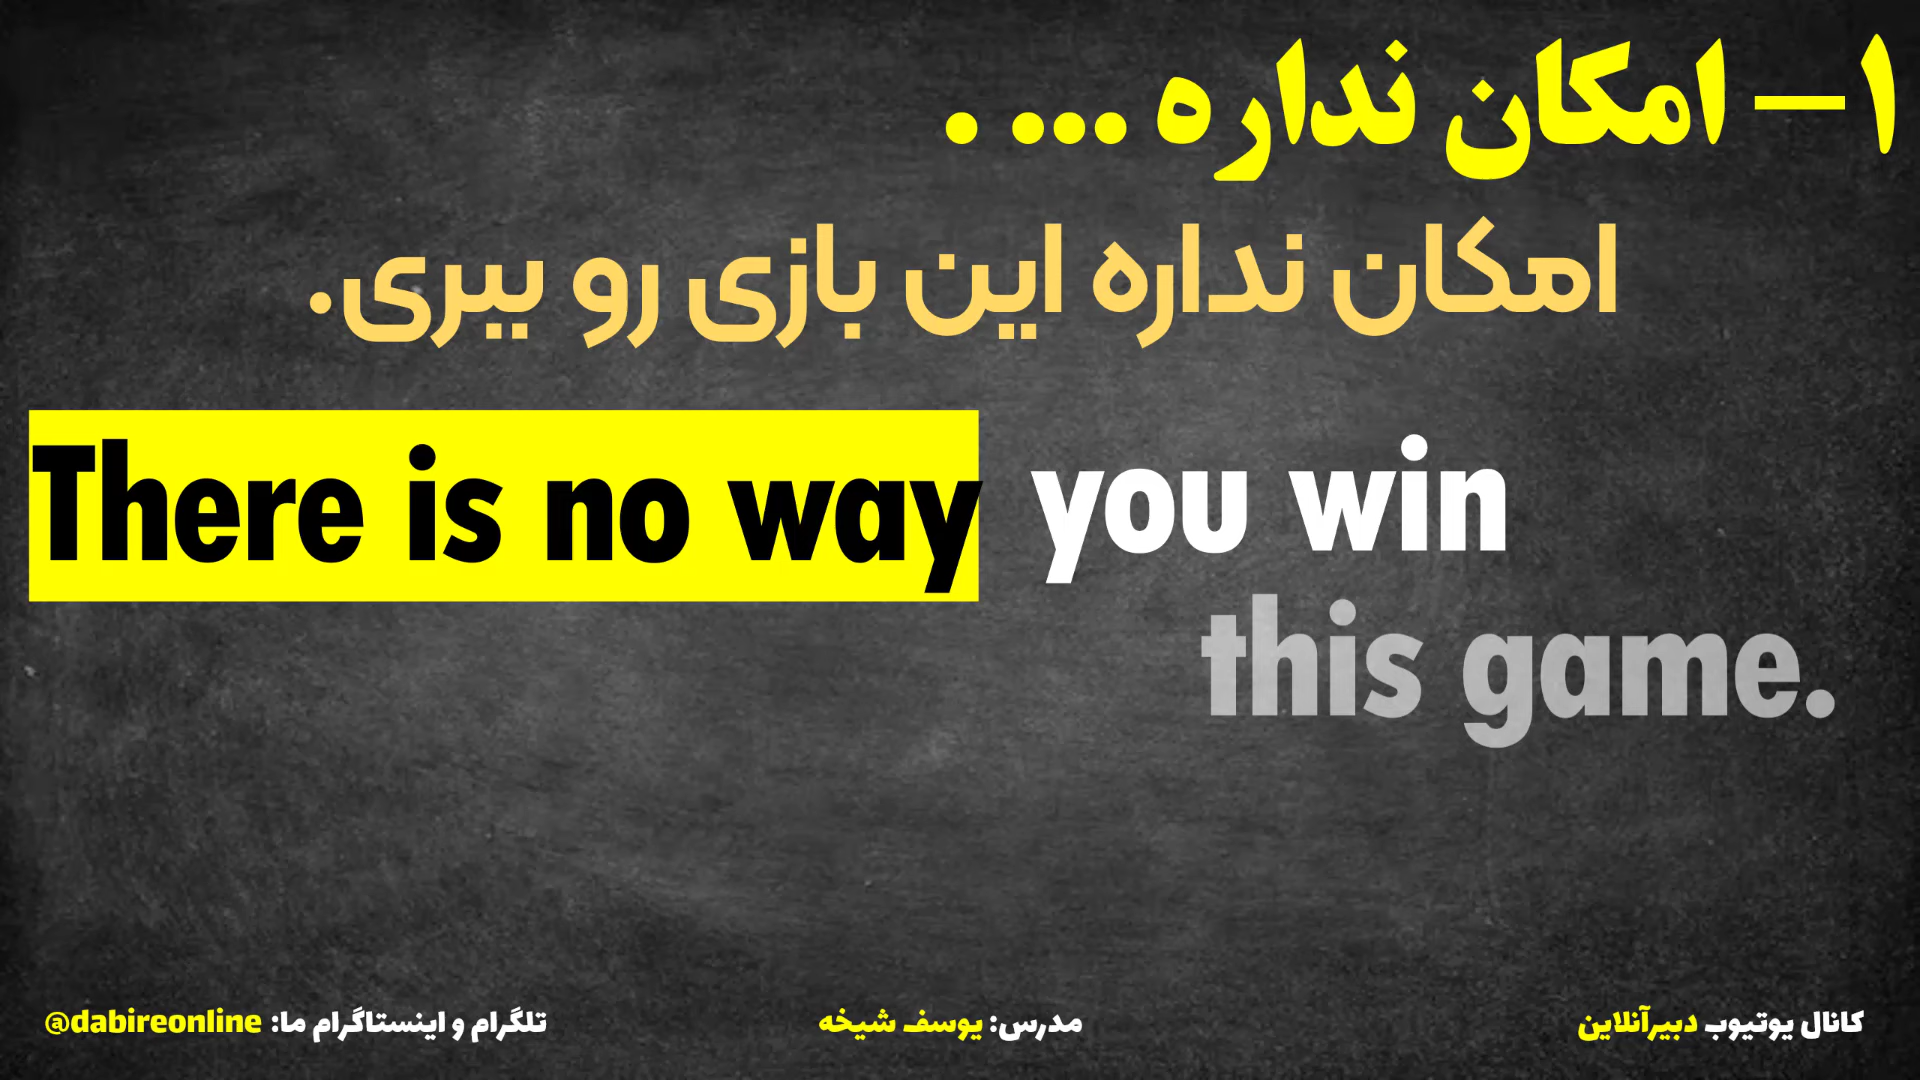 ۱– امکان نداره ... .
امکان نداره این بازی رو ببری.
There is no way you win
this game.
کانال یوتیوب دبیرآنلاین
مدرس: یوسف شیخه
تلگرام و اینستاگرام ما: @dabireonline